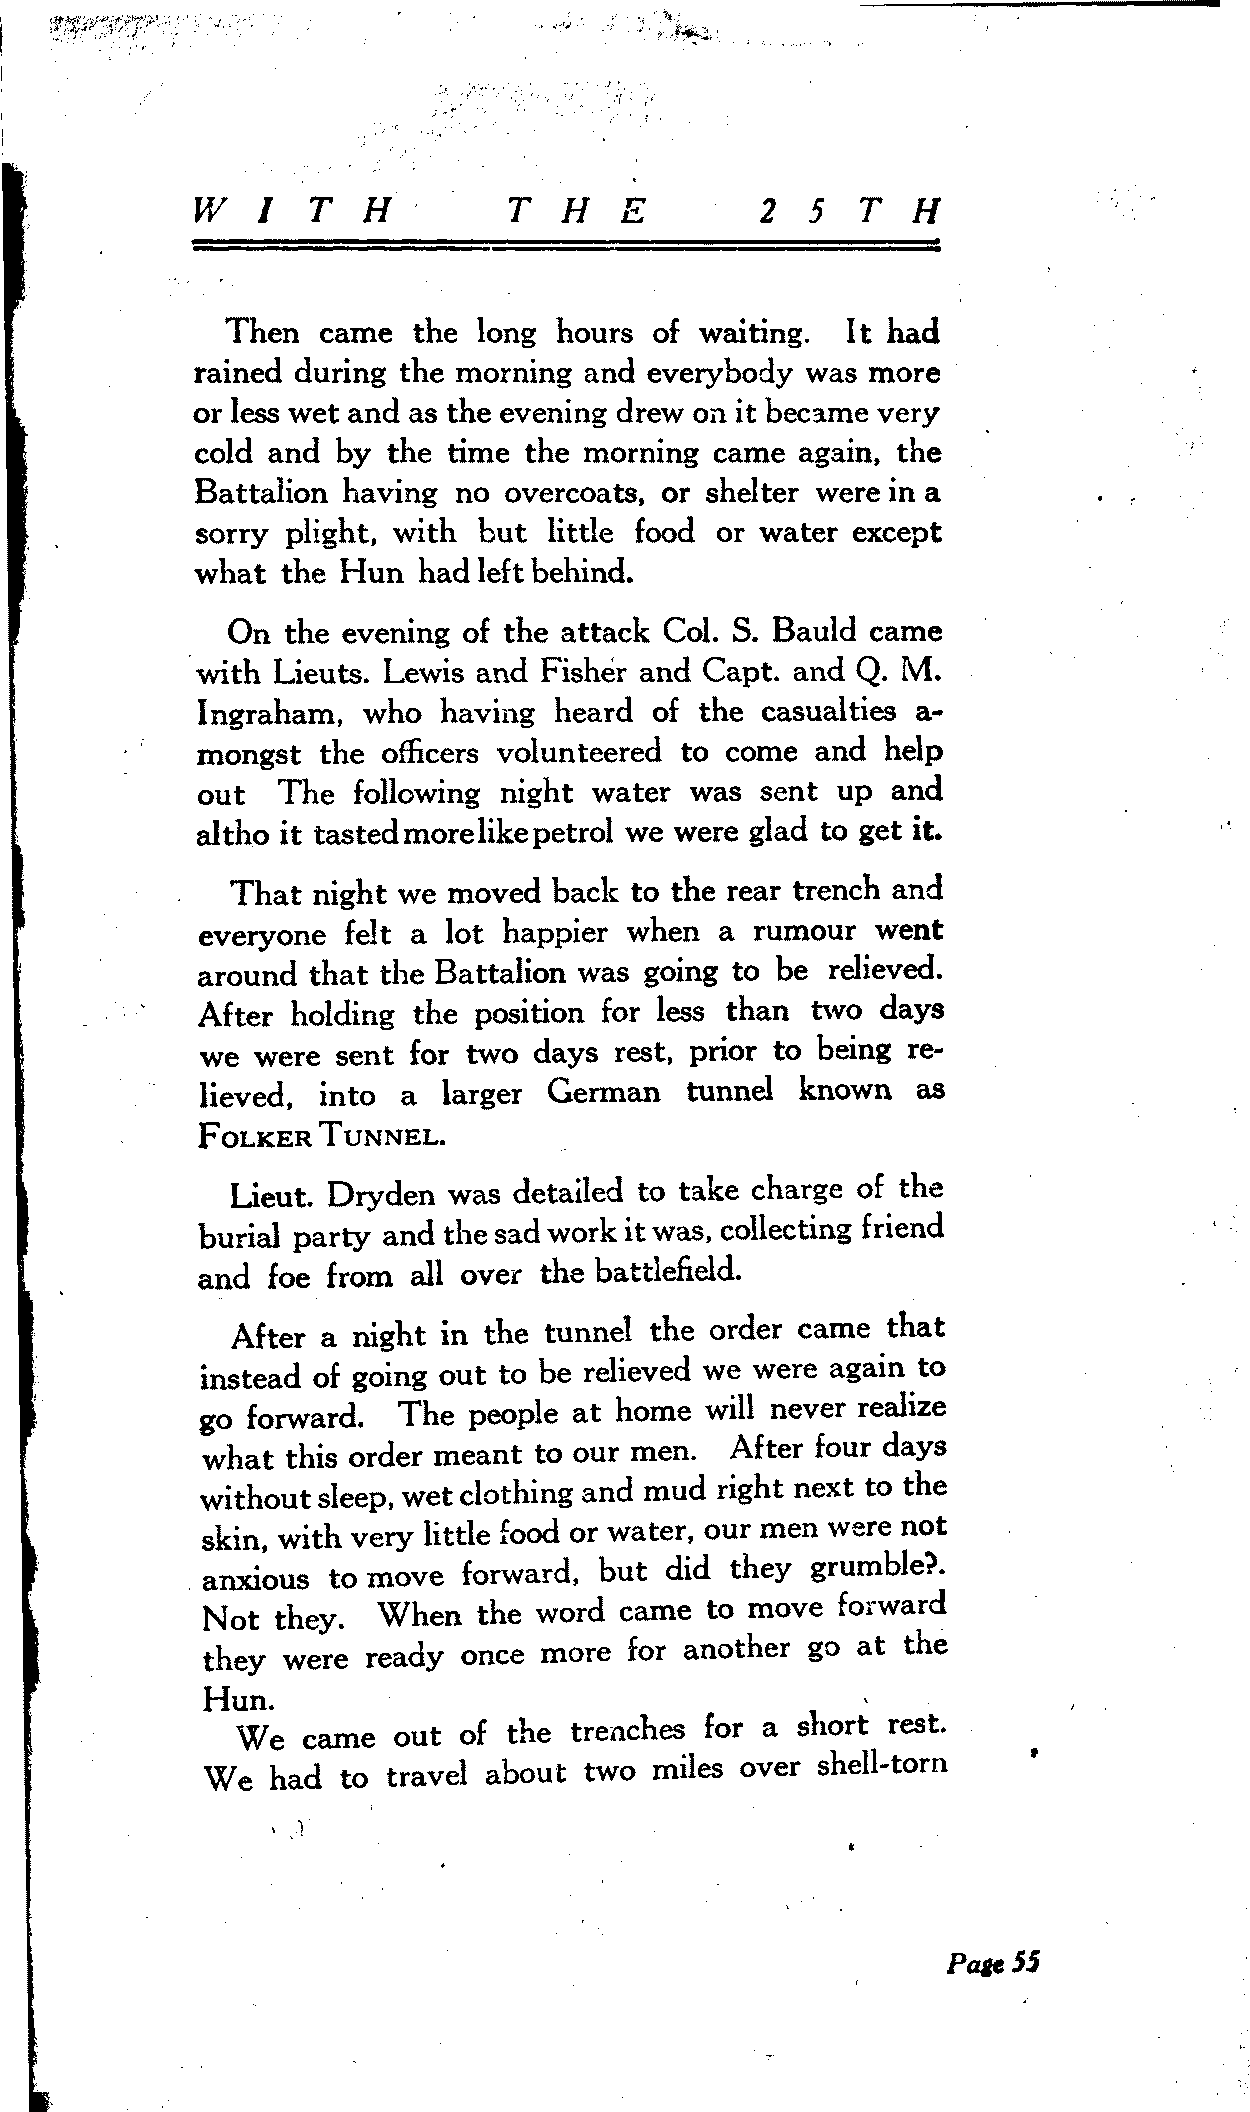 WITH THE 25TH
Then came the long hours of waiting. It had
rained during the morning and everybody was more
or less wet and as the evening drew on it became very
cold and by the time the morning came again, the
Battalion having no overcoats, or shelter were in a
sorry plight, with but little food or water except
what the Hun had left behind.
On the evening of the attack Col. S. Bauld came
with Lieuts. Lewis and Fisher and Capt. and Q. M.
Ingraham, who having heard of the casualties a-
mongst the officers volunteered to come and help
out The following night water was sent up and
altho it tasted more like petrol we were glad to get it.
That night we moved back to the rear trench and
everyone felt a lot happier when a rumour went
around that the Battalion was going to be relieved.
After holding the position for less than two days
we were sent for two days rest, prior to being re-
lieved, into a larger German tunnel known as
FOLKER TUNNEL.
Lieut. Dryden was detailed to take charge of the
burial party and the sad work it was, collecting friend
and foe from all over the battlefield.
After a night in the tunnel the order came that
instead of going out to be relieved we were again to
go forward. The people at home will never realize
what this order meant to our men. After four days
without sleep, wet clothing and mud right next to the
skin, with very little food or water, our men were not
anxious to move forward, but did they grumble?.
Not they. When the word came to move forward
they were ready once more for another go at the
Hun.
We came out of the trenches for a short rest.
We had to travel about two miles over shell-torn
Page 55